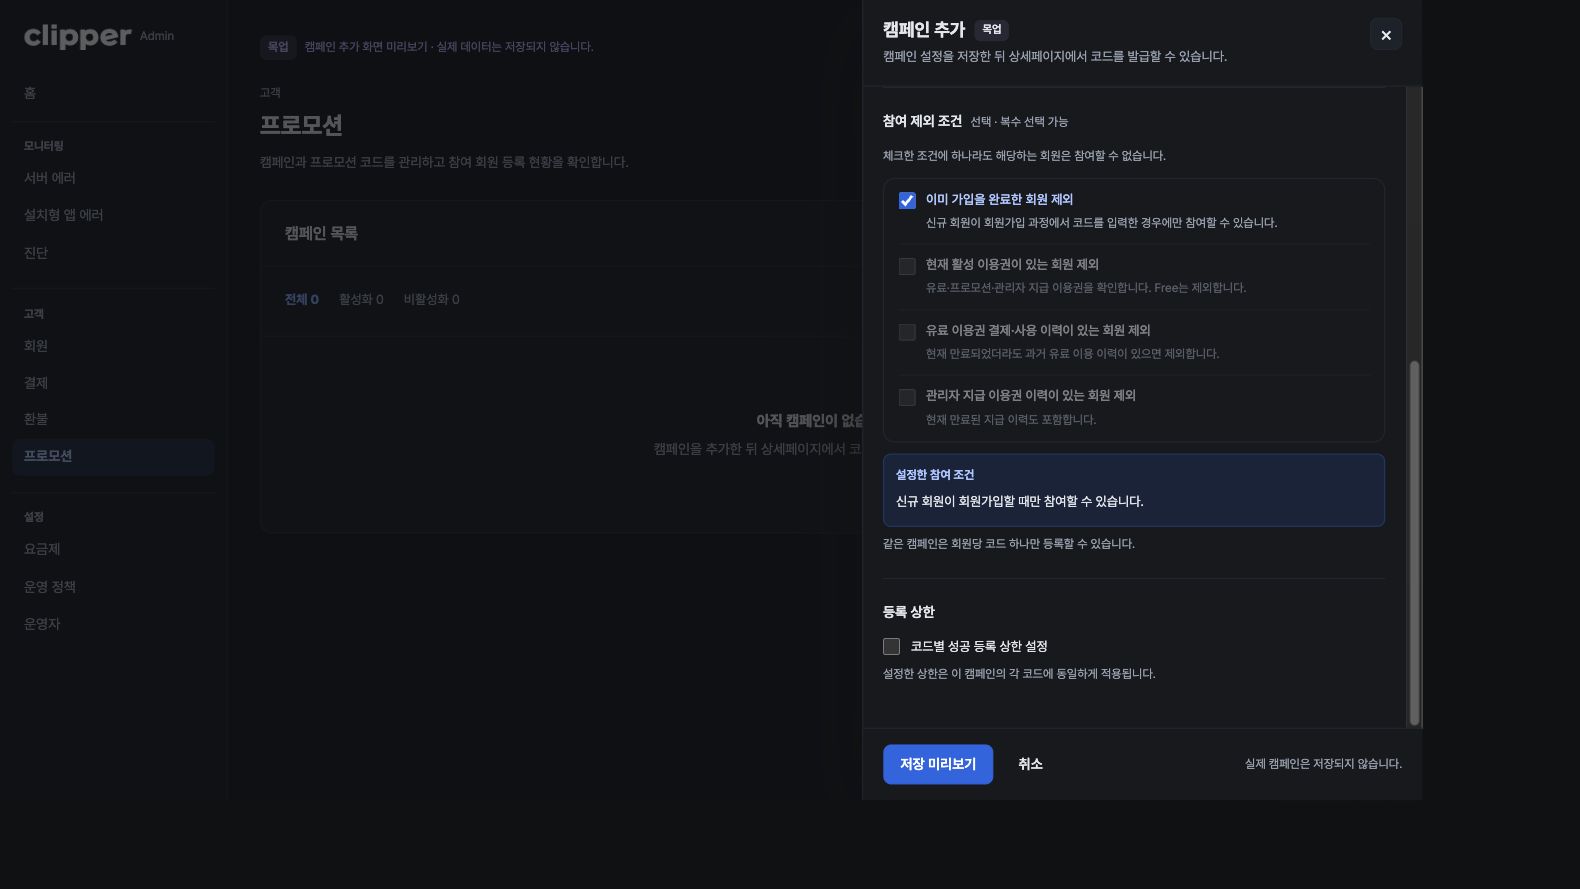 clipper Admin
홈
모니터링
서버 에러
설치형 앱 에러
진단
고객
회원
결제
환불
프로모션
설정
요금제
운영 정책
운영자
목업 캠페인 추가 화면 미리보기 · 실제 데이터는 저장되지 않습니다.
고객
프로모션
캠페인과 프로모션 코드를 관리하고 참여 회원 등록 현황을 확인합니다.
캠페인 목록
전체 0 활성화 0 비활성화 0
아직 캠페인이 없습
캠페인을 추가한 뒤 상세페이지에서 코
캠페인 추가 목업
캠페인 설정을 저장한 뒤 상세페이지에서 코드를 발급할 수 있습니다.
참여 제외 조건 선택 · 복수 선택 가능
체크한 조건에 하나라도 해당하는 회원은 참여할 수 없습니다.
이미 가입을 완료한 회원 제외
신규 회원이 회원가입 과정에서 코드를 입력한 경우에만 참여할 수 있습니다.
현재 활성 이용권이 있는 회원 제외
유료·프로모션·관리자 지급 이용권을 확인합니다. Free는 제외합니다.
유료 이용권 결제·사용 이력이 있는 회원 제외
현재 만료되었더라도 과거 유료 이용 이력이 있으면 제외합니다.
관리자 지급 이용권 이력이 있는 회원 제외
현재 만료된 지급 이력도 포함합니다.
설정한 참여 조건
신규 회원이 회원가입할 때만 참여할 수 있습니다.
같은 캠페인은 회원당 코드 하나만 등록할 수 있습니다.
등록 상한
코드별 성공 등록 상한 설정
설정한 상한은 이 캠페인의 각 코드에 동일하게 적용됩니다.
저장 미리보기 취소 실제 캠페인은 저장되지 않습니다.